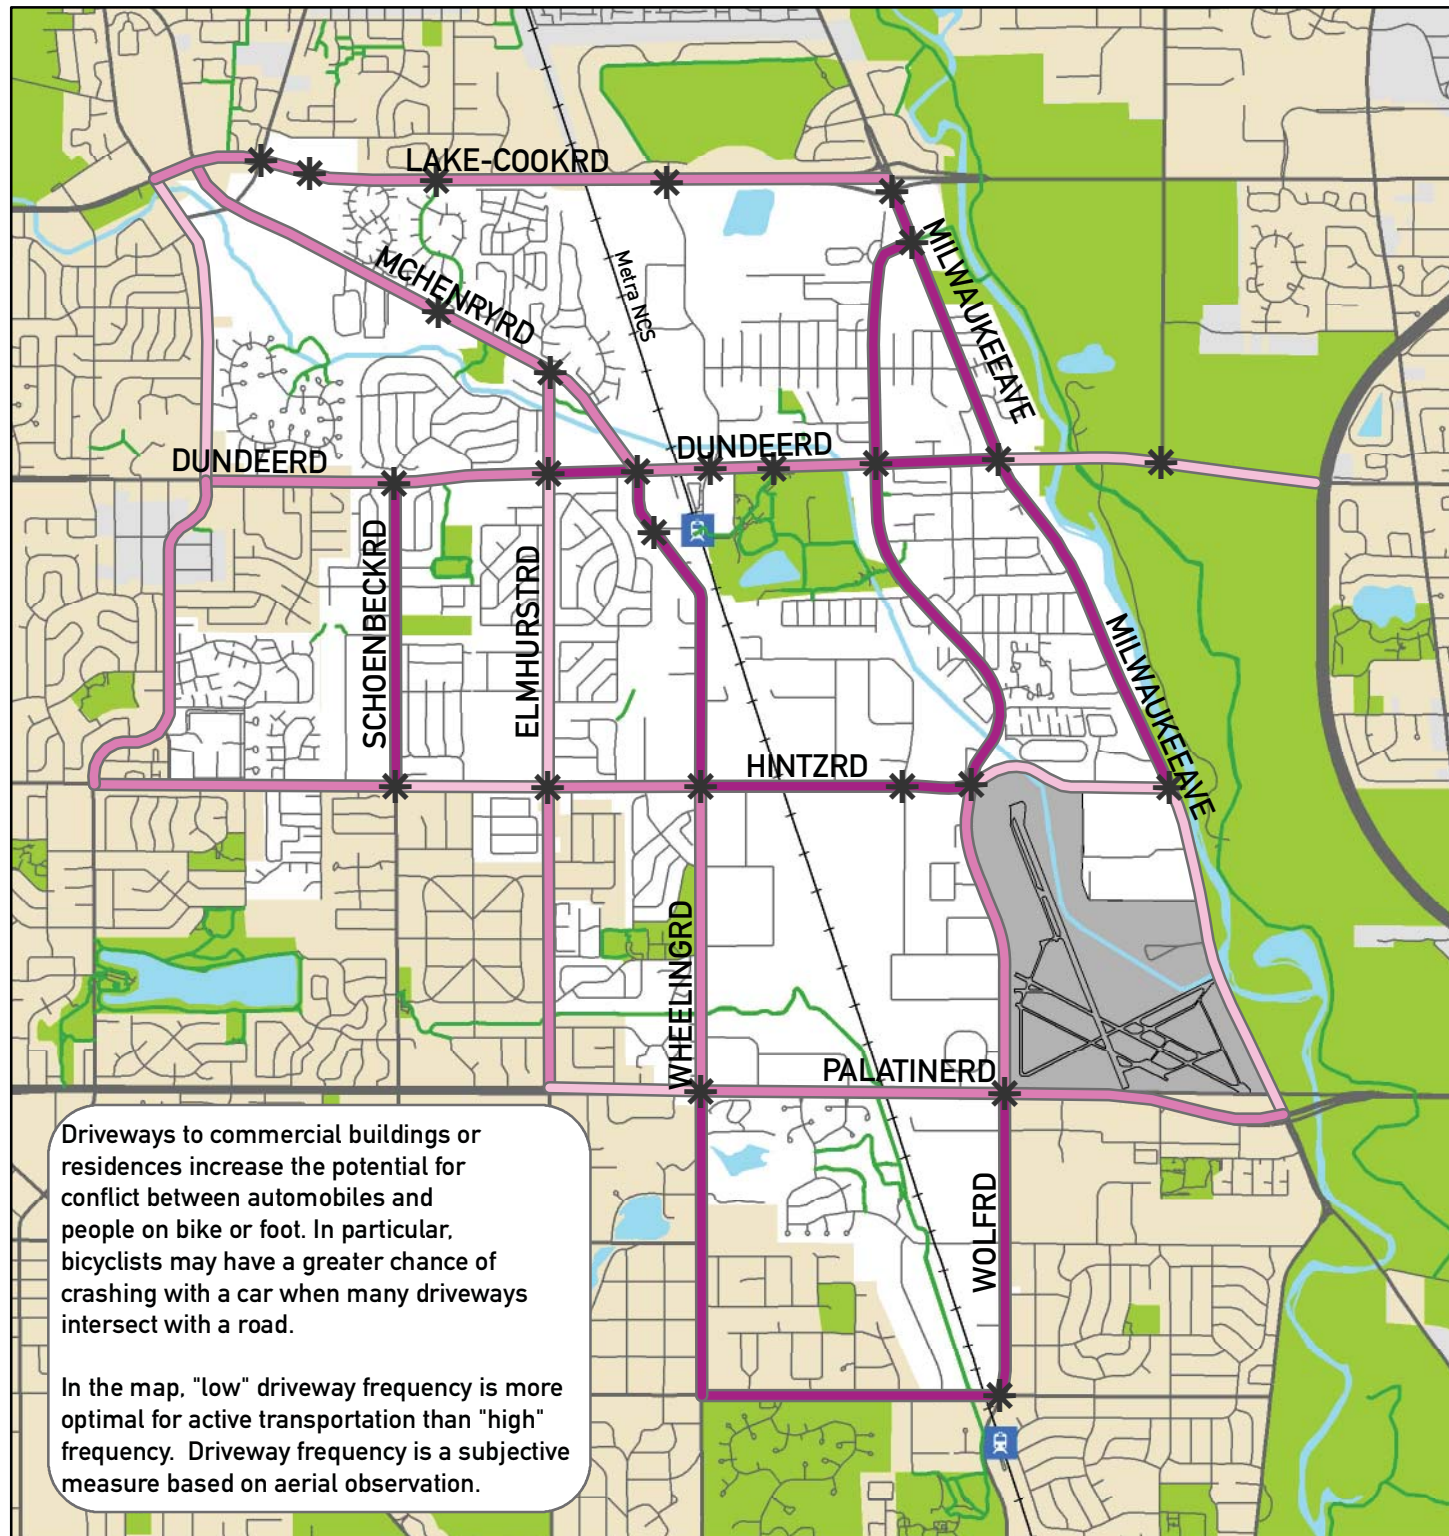 LAKE-COOKRD
MCHENRYRD
Metra NCS
MILWAUKEEAVE
DUNDEERD
DUNDEERD
SCHOENBECKRD
ELMHURSTRD
MILWAUKEEAVE
HINTZRD
WHEELINGRD
PALATINERD
WOLFRD
Driveways to commercial buildings or
residences increase the potential for
conflict between automobiles and
people on bike or foot. In particular,
bicyclists may have a greater chance of
crashing with a car when many driveways
intersect with a road.
In the map, "low" driveway frequency is more
optimal for active transportation than "high"
frequency.  Driveway frequency is a subjective
measure based on aerial observation.